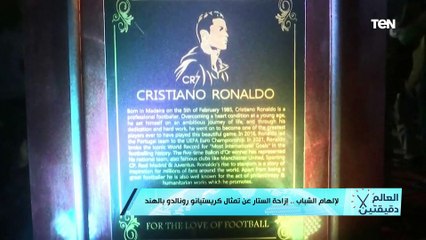 Ten
CR7
CRISTIANO RONALDO
Born in Madeira on the 5th of February 1985, Cristiano Ronaldo is a
professional footballer. Overcoming a heart condition at a young age,
he set himself on an ambitious journey of life, and through his
dedication and hard work, he went on to become one of the greatest
players ever to have played this beautiful game. In 2016, he led
the Portugal team to the UEFA Euro Championships. In 2021, Ronaldo
broke the iconic World Record for "Most International Goals" in the
footballing history. The five-time Ballon d'Or winner has represented
his national team, also famous clubs like Manchester United, Sporting
CP, Real Madrid & Juventus. Ronaldo's rise to stardom is a story of
inspiration for the millions around the world. Apart from being a
great footballer he is also well known for the act of philanthropy &
humanitarian works which he promotes.
العالم
دقيقتين
لإلهام الشباب .. إزاحة الستار عن تمثال كريستيانو رونالدو بالهند
FOR THE LOVE OF FOOTBALL